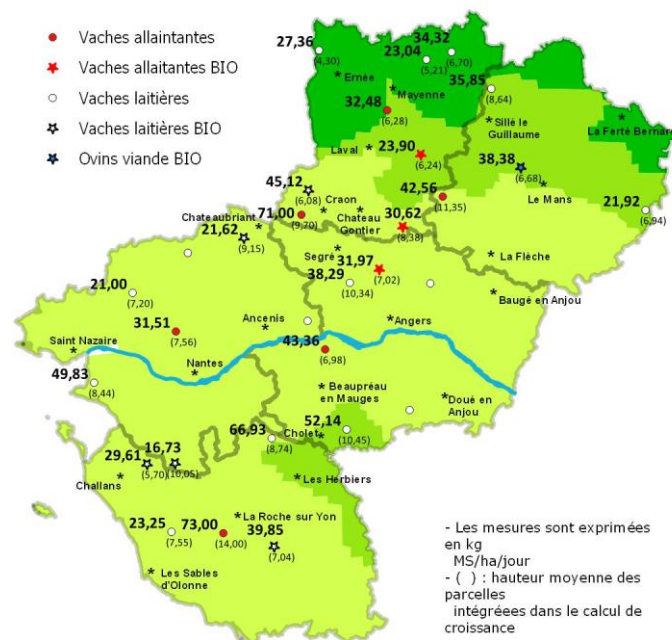 Vaches allaintantes
Vaches allaitantes BIO
Vaches laitières
Vaches laitières BIO
Ovins viande BIO
27,36
(4,30)
34,32
23,04
(6,70)
(5,21)
Ernée
Mayenne
35,85
(8,64)
32,48
(6,28)
Sillé le
Guillaume
La Ferté Bernard
Laval
23,90
(6,24)
38,38
(6,68)
Le Mans
45,12
(6,08)
Craon
42,56
(11,35)
21,92
(6,94)
71,00
(9,70)
Chateau
Gontier
30,62
(8,38)
Chateaubriant
21,62
(9,15)
Segré
La Flèche
31,97
(7,02)
38,29
(10,34)
21,00
(7,20)
Baugé en Anjou
31,51
(7,56)
Ancenis
Angers
Saint Nazaire
43,36
(6,98)
Nantes
49,83
(8,44)
Beaupréau
en Mauges
Doué en
Anjou
66,93
(8,74)
52,14
Cholet
(10,45)
29,61
(5,70)
16,73
(10,05)
Challans
Les Herbiers
23,25
(7,55)
73,00
(14,00)
La Roche sur Yon
39,85
(7,04)
Les Sables
d'Olonne
- Les mesures sont exprimées
en kg
MS/ha/jour
- ( ) : hauteur moyenne des
parcelles
intégréees dans le calcul de
croissance